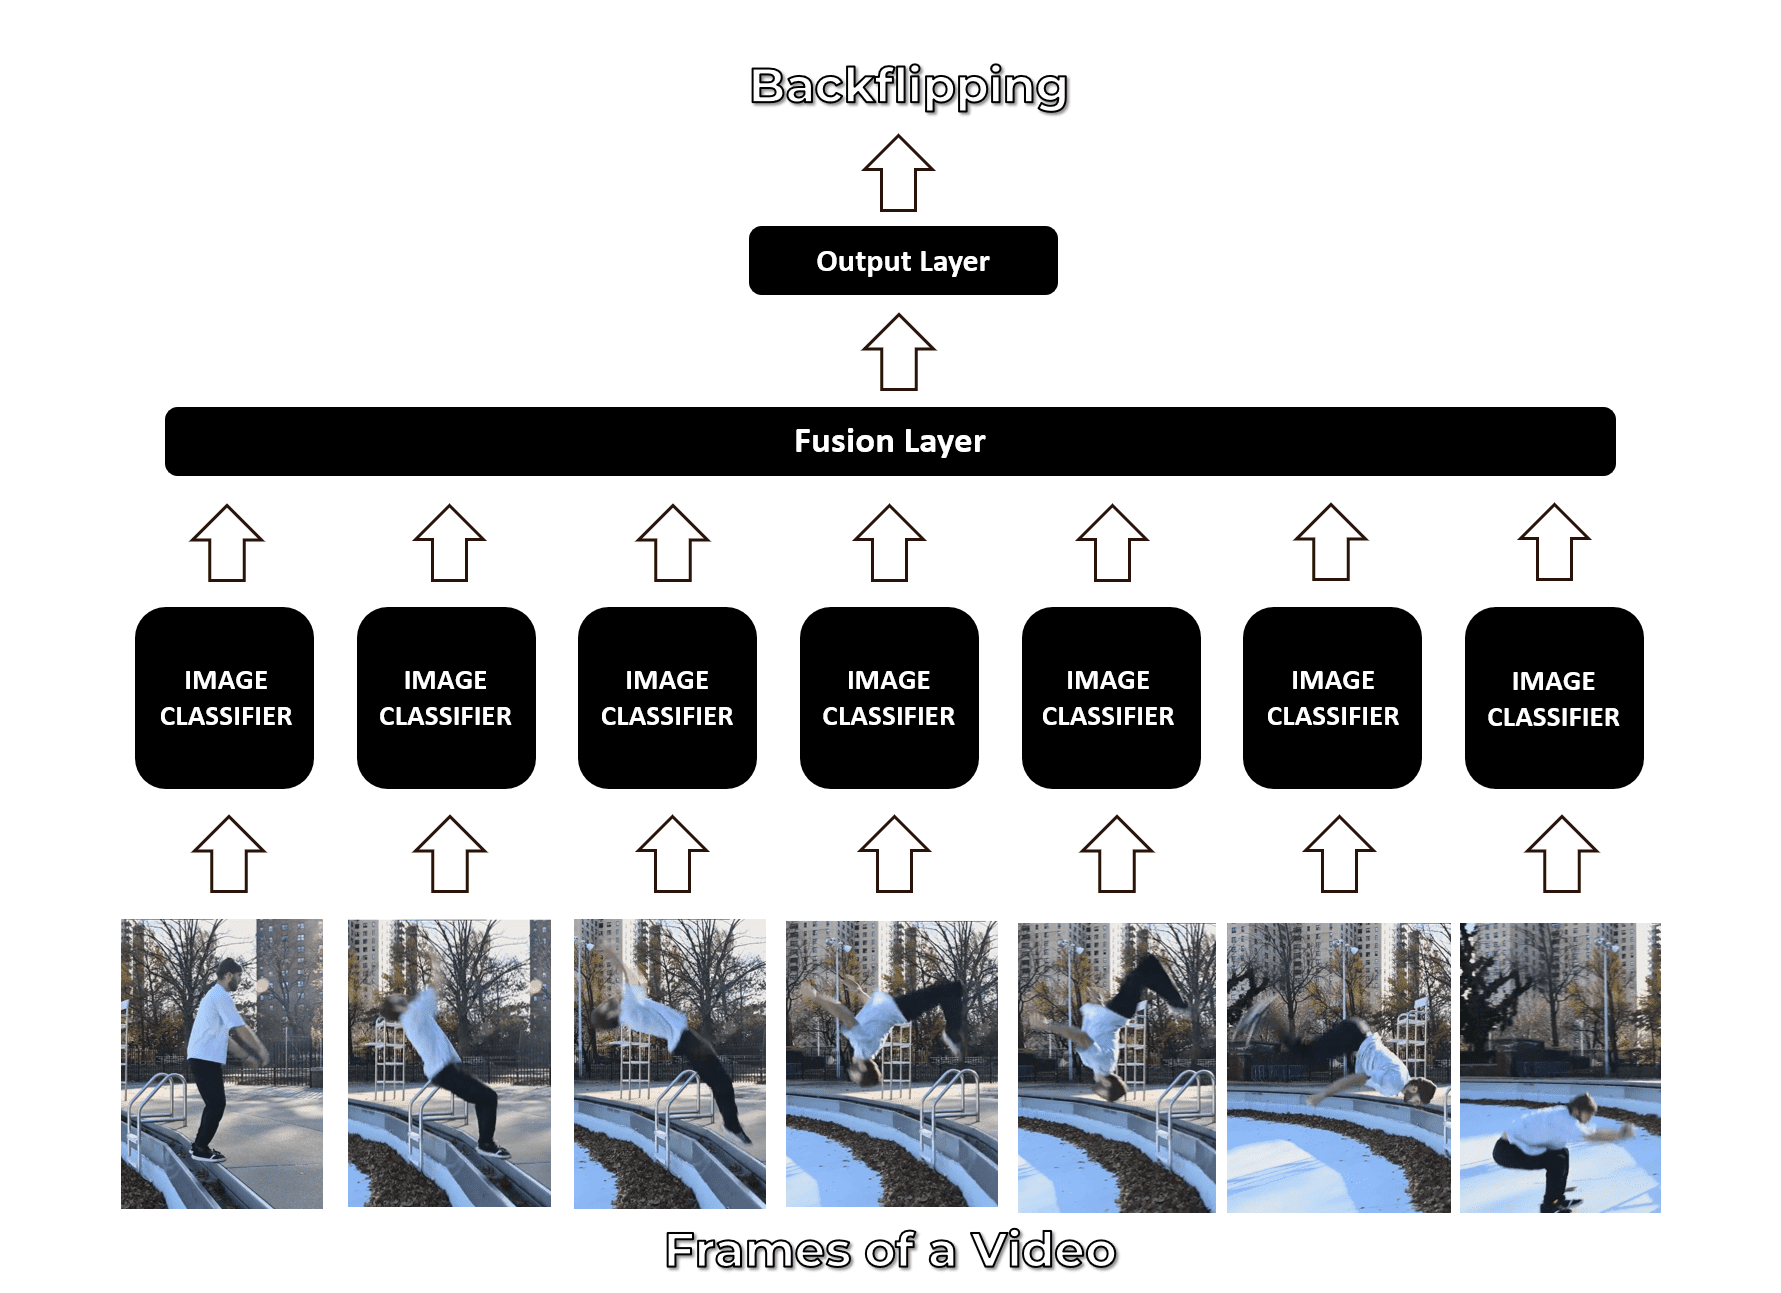 Backflipping
Output Layer
Fusion Layer
IMAGE
CLASSIFIER
IMAGE
CLASSIFIER
IMAGE
CLASSIFIER
IMAGE
CLASSIFIER
IMAGE
CLASSIFIER
IMAGE
CLASSIFIER
IMAGE
CLASSIFIER
Frames of a Video